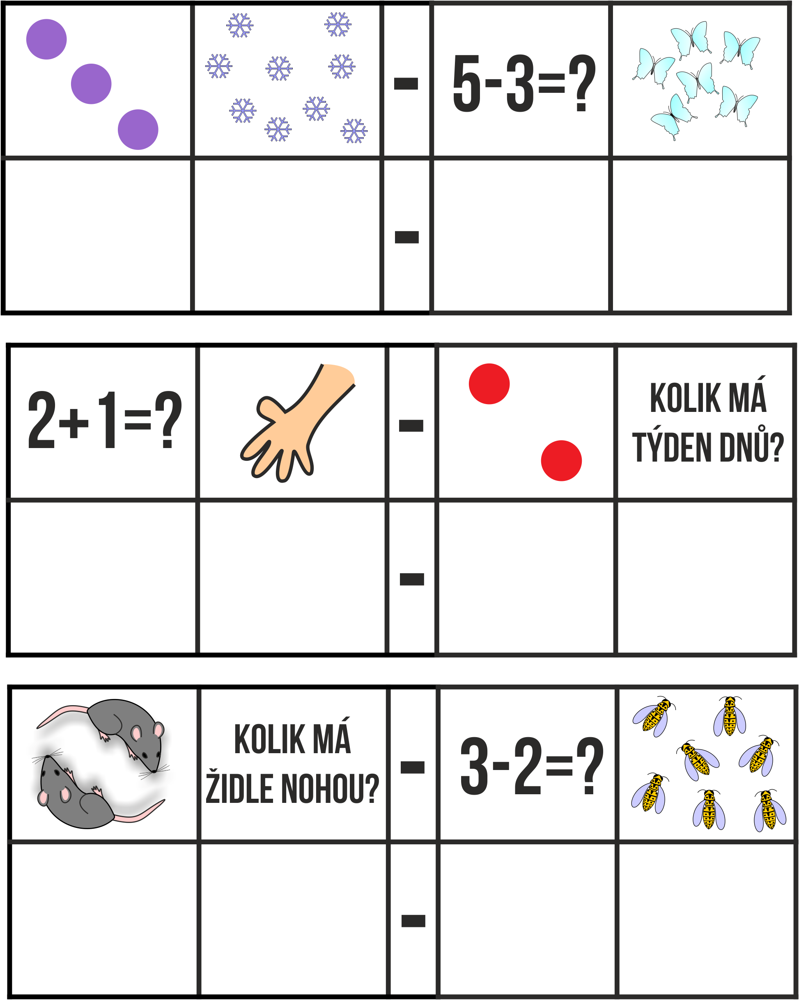 - 5-3=?
-
2+1=? - KOLIK MÁ
TÝDEN DNŮ?
-
KOLIK MÁ
ŽIDLE NOHOU?
- 3-2=?
-